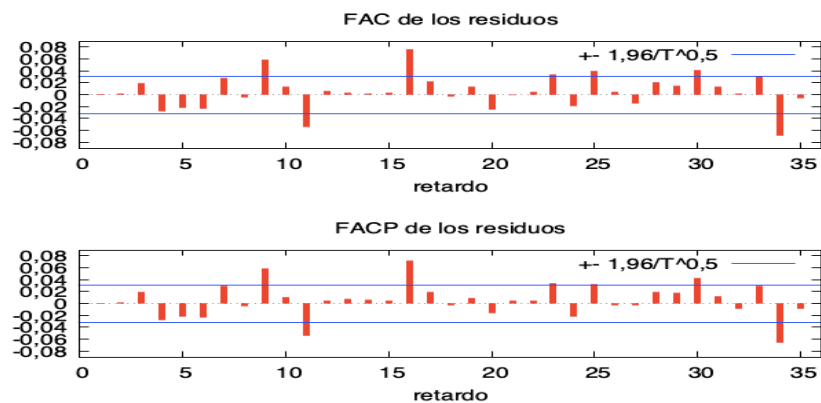 FAC de los residuos
+- 1,96/T^0,5
0,08
0,06
0,04
0,02
0
-0,02
-0,04
-0,06
-0,08
0 5 10 15 20 25 30 35
retardo
FACP de los residuos
+- 1,96/T^0,5
0,08
0,06
0,04
0,02
0
-0,02
-0,04
-0,06
-0,08
0 5 10 15 20 25 30 35
retardo